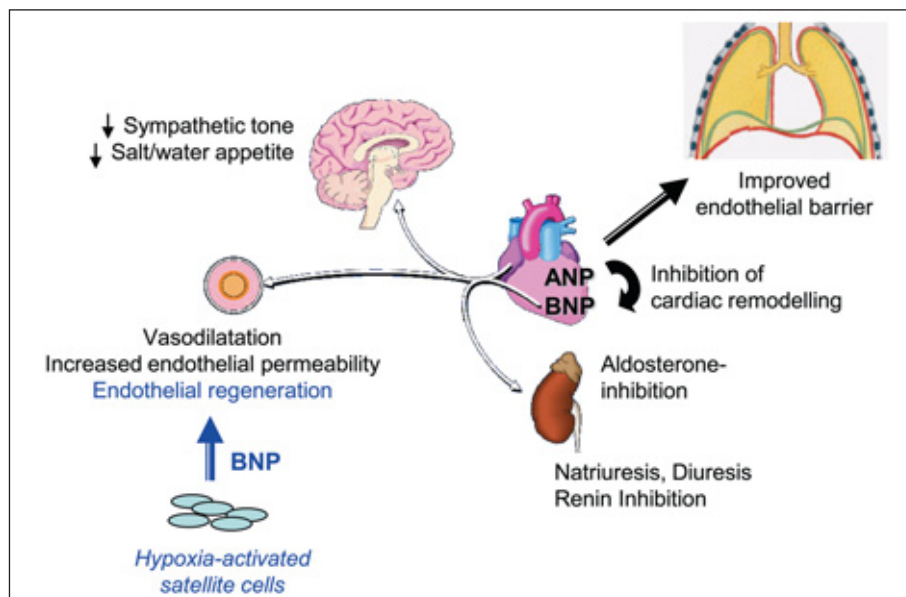 ↓ Sympathetic tone
↓ Salt/water appetite
Improved
endothelial barrier
ANP
BNP
Inhibition of
cardiac remodelling
Vasodilatation
Increased endothelial permeability
Endothelial regeneration
BNP
Hypoxia-activated
satellite cells
Aldosterone-
inhibition
Natriuresis, Diuresis
Renin Inhibition